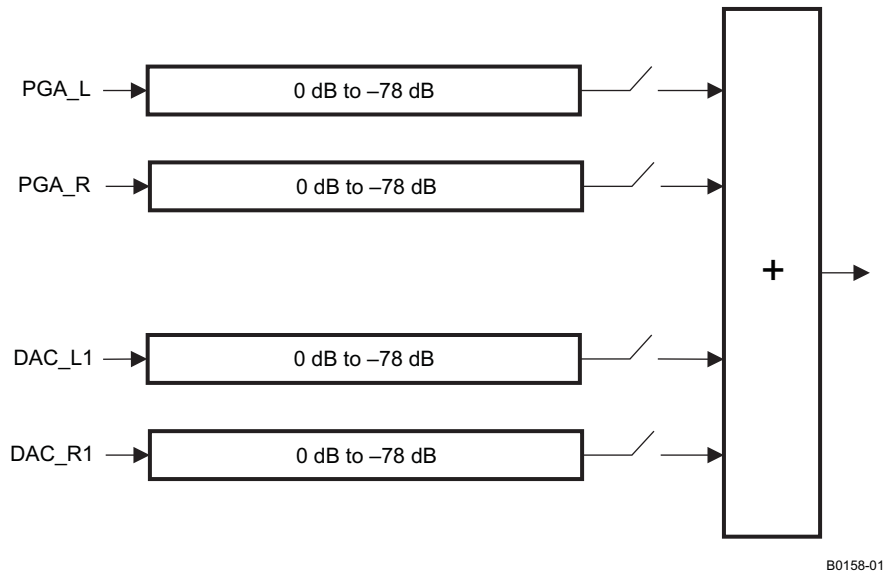 PGA_L
0 dB to –78 dB
PGA_R
0 dB to –78 dB
+
DAC_L1
0 dB to –78 dB
DAC_R1
0 dB to –78 dB
B0158-01